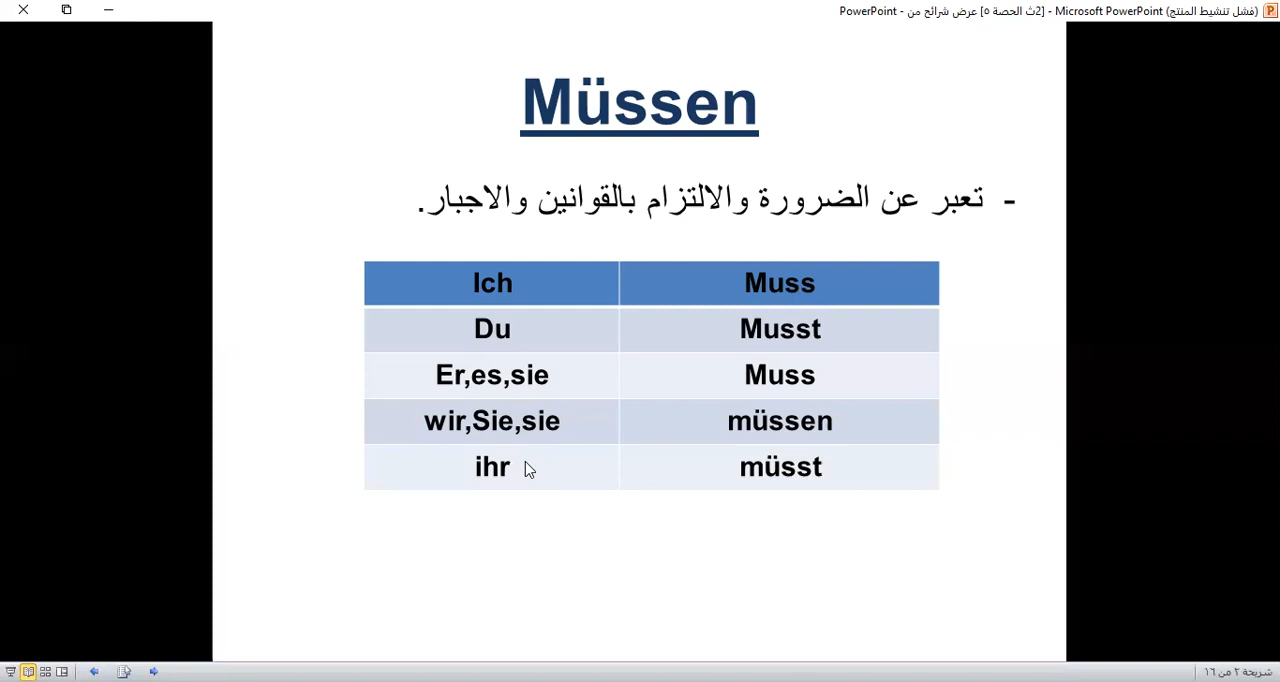 PowerPoint - [2ث الحصة ٥] عرض شرائح من - Microsoft PowerPoint (فشل تنشيط المنتج)
Müssen
- تعبر عن الضرورة والالتزام بالقوانين والاجبار.
Ich Muss
Du Musst
Er,es,sie Muss
wir,Sie,sie müssen
ihr müsst
شريحة ٢ من ١٦